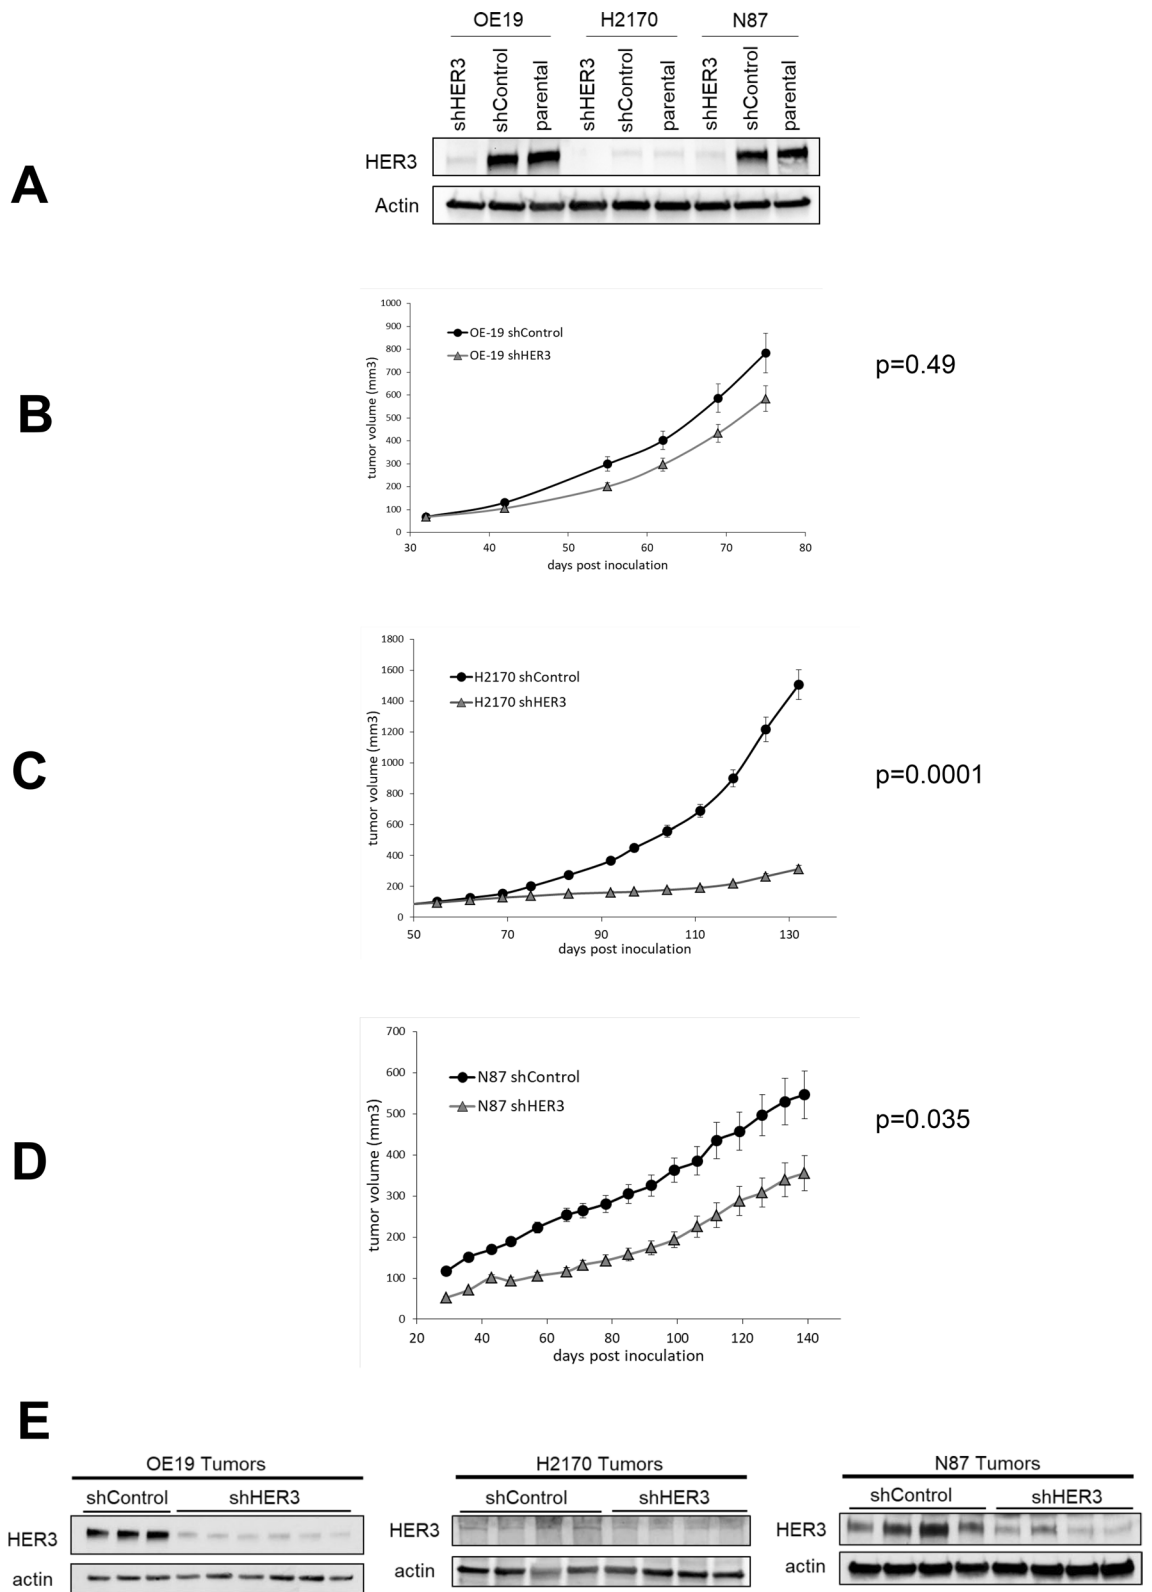 OE19 H2170 N87
shHER3 shControl parental shHER3 shControl parental shHER3 shControl parental
A
HER3
Actin
B
1000
900
800
700
600
500
400
300
200
100
0
30 40 50 60 70 80
tumor volume (mm3)
days post inoculation
OE-19 shControl
OE-19 shHER3
p=0.49
C
1800
1600
1400
1200
1000
800
600
400
200
0
50 70 90 110 130
tumor volume (mm3)
days post inoculation
H2170 shControl
H2170 shHER3
p=0.0001
D
700
600
500
400
300
200
100
0
20 40 60 80 100 120 140
tumor volume (mm3)
days post inoculation
N87 shControl
N87 shHER3
p=0.035
E
OE19 Tumors
shControl shHER3
HER3
actin
H2170 Tumors
shControl shHER3
HER3
actin
N87 Tumors
shControl shHER3
HER3
actin